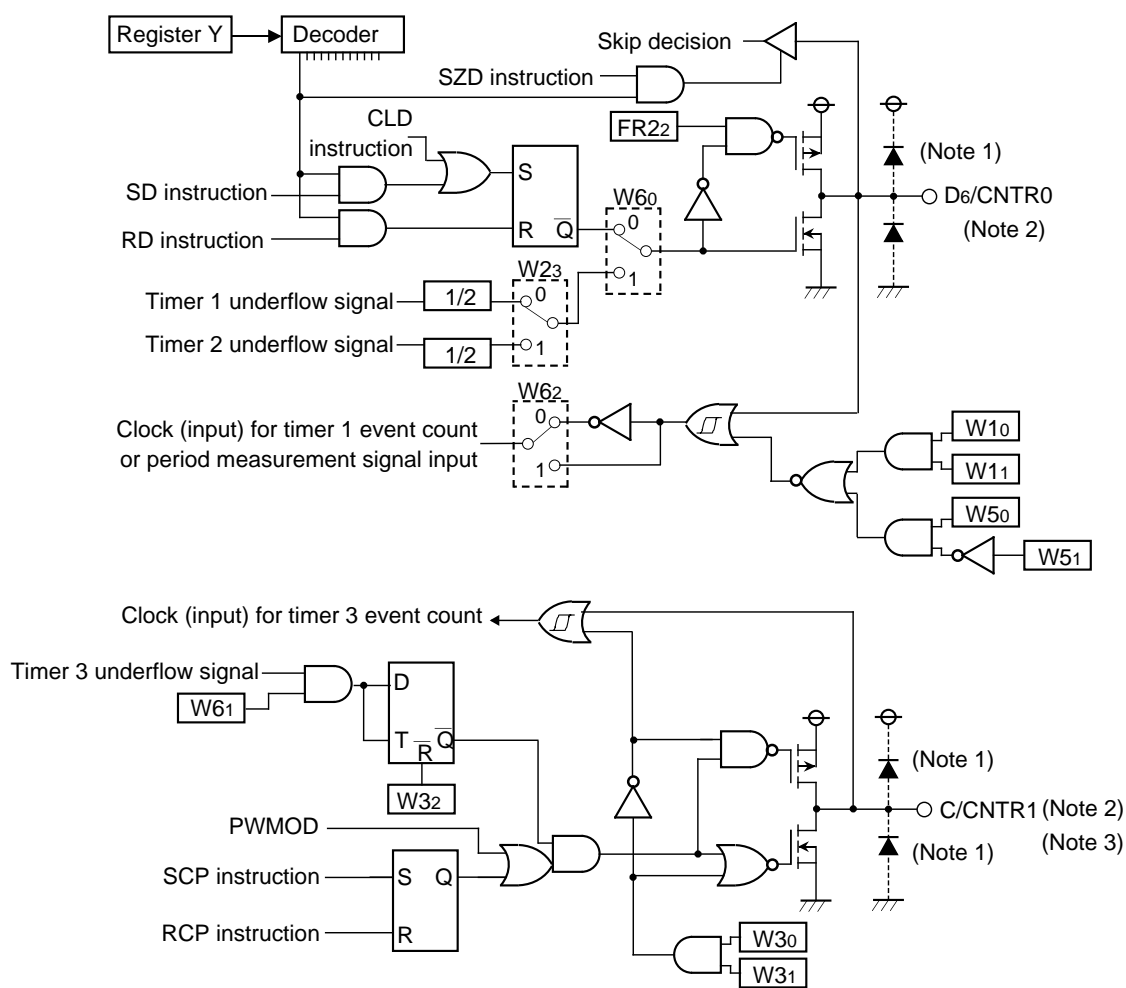 Register Y
Decoder
Skip decision
SZD instruction
CLD
instruction
FR22
(Note 1)
SD instruction
S
W60
0
D6/CNTR0
(Note 2)
RD instruction
R
Q
1
W23
Timer 1 underflow signal
1/2
0
Timer 2 underflow signal
1/2
1
W62
0
Clock (input) for timer 1 event count
or period measurement signal input
1
W10
W11
W50
W51
Clock (input) for timer 3 event count
Timer 3 underflow signal
D
W61
T
R
Q
(Note 1)
W32
C/CNTR1
(Note 2)
PWMOD
(Note 1)
(Note 3)
SCP instruction
S
Q
RCP instruction
R
W30
W31